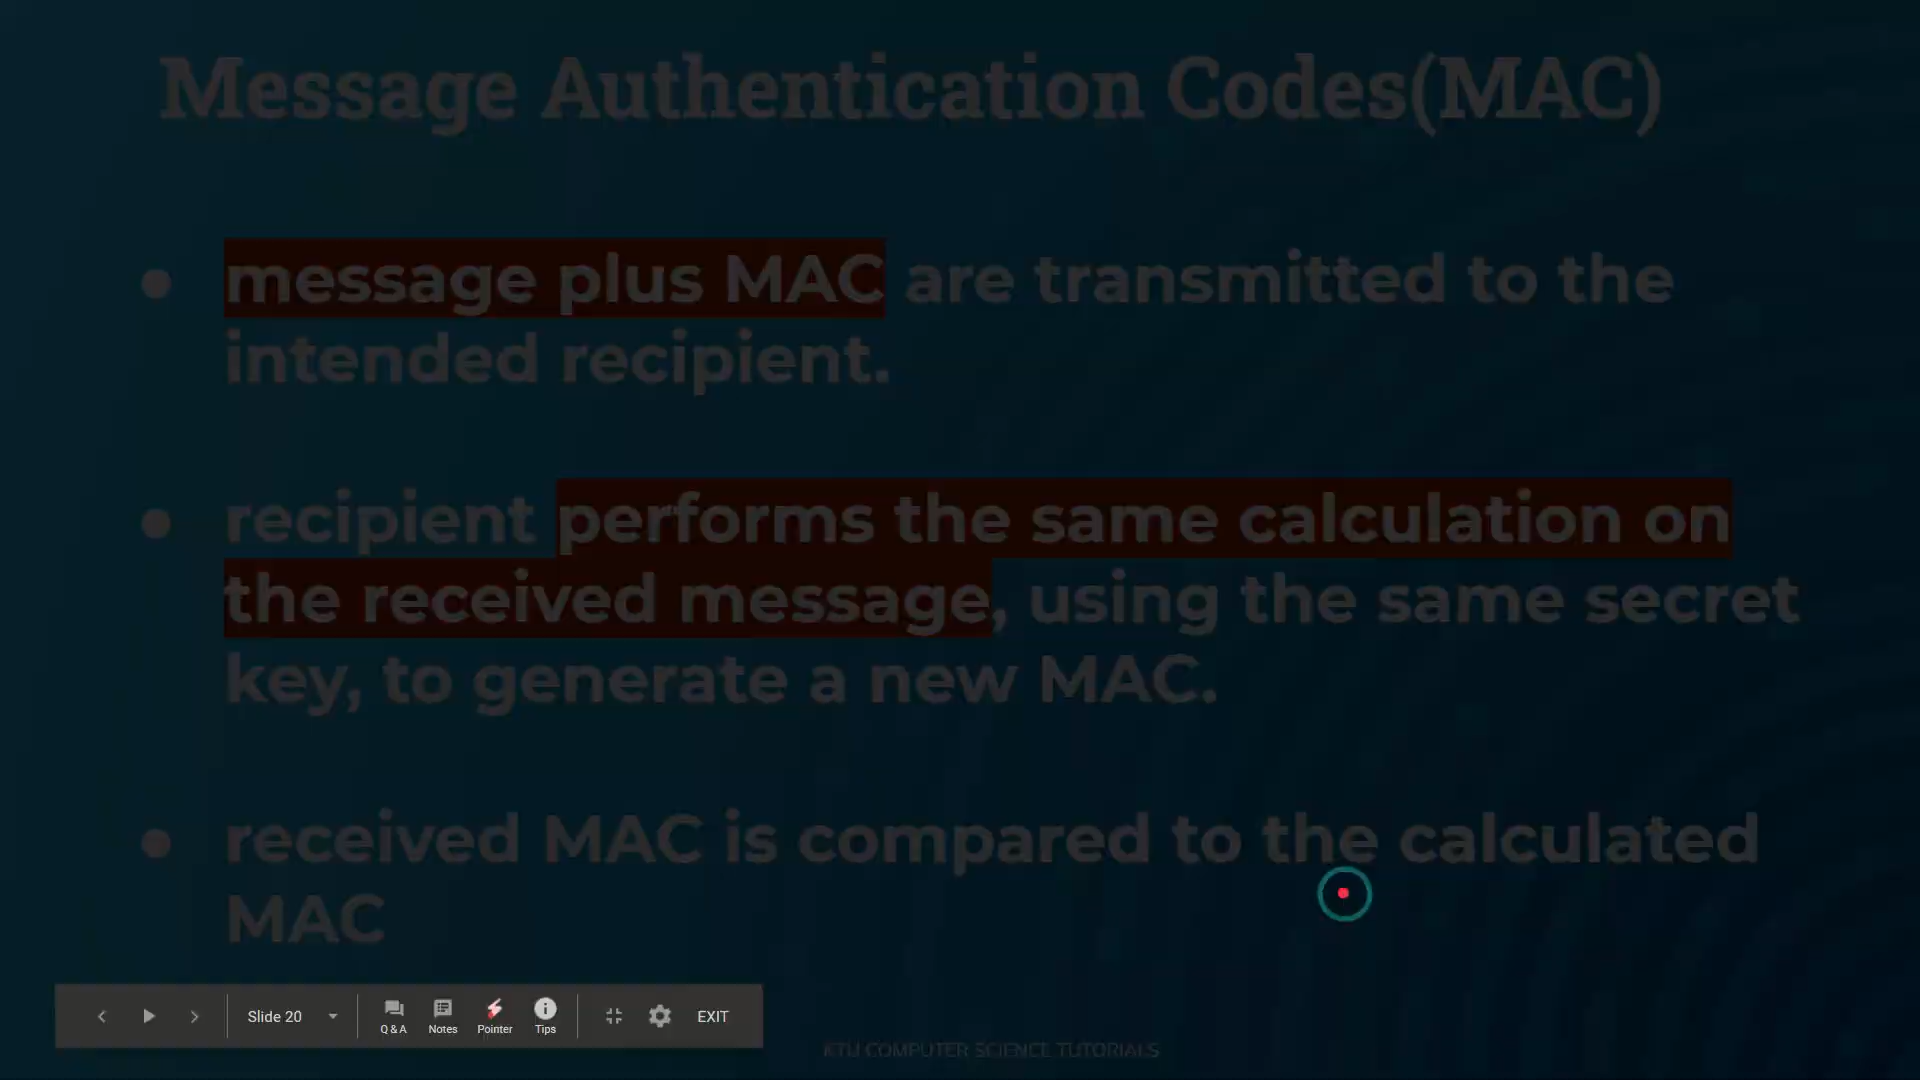 Message Authentication Codes(MAC)
● message plus MAC are transmitted to the
intended recipient.
● recipient performs the same calculation on
the received message, using the same secret
key, to generate a new MAC.
● received MAC is compared to the calculated
MAC
Slide 20
Q & A
Notes
Pointer
Tips
EXIT
KTU COMPUTER SCIENCE TUTORIALS